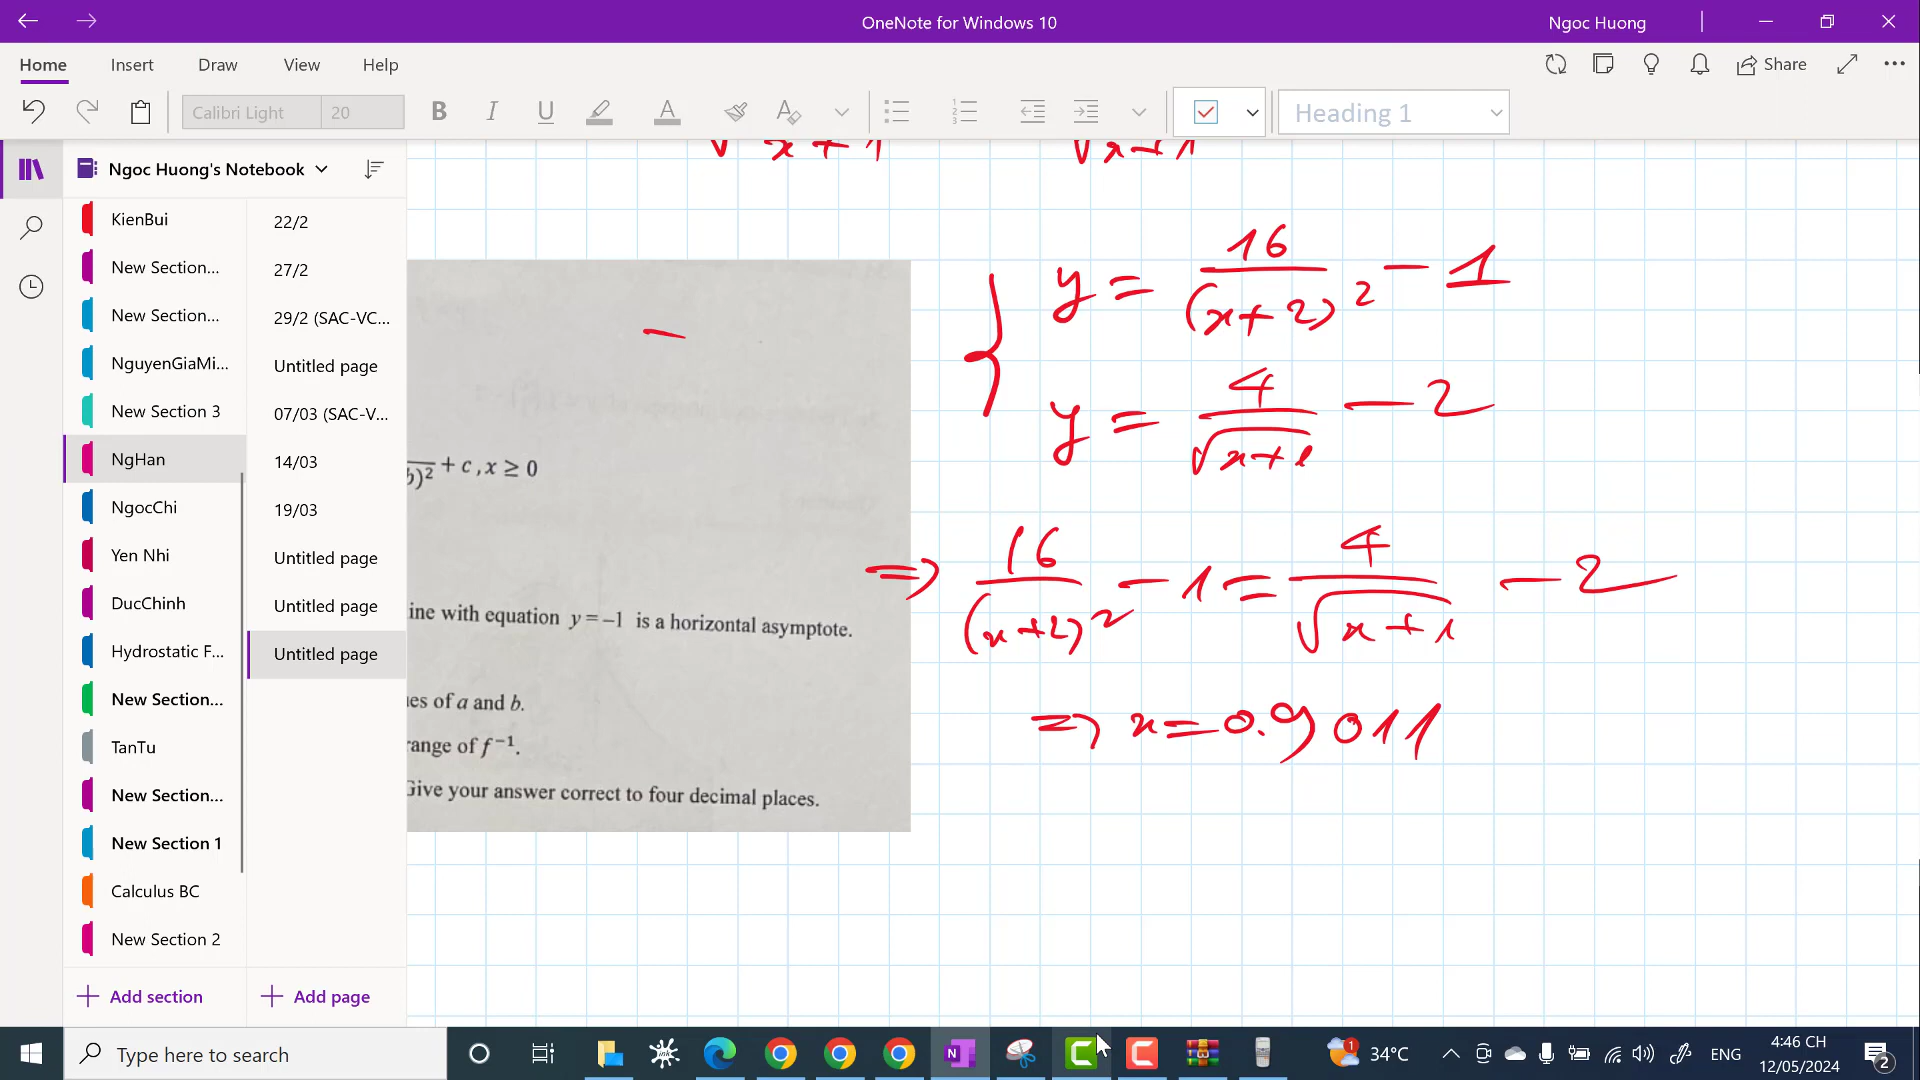 OneNote for Windows 10
Ngoc Huong
Home Insert Draw View Help
Share
Calibri Light 20 B I U A A
Heading 1
Ngoc Huong's Notebook
KienBui
New Section...
New Section...
NguyenGiaMi...
New Section 3
NgHan
NgocChi
Yen Nhi
DucChinh
Hydrostatic F...
New Section...
TanTu
New Section...
New Section 1
Calculus BC
New Section 2
Add section
22/2
27/2
29/2 (SAC-VC...
Untitled page
07/03 (SAC-V...
14/03
19/03
Untitled page
Untitled page
Untitled page
Add page
√x+1 √x+1
y = 16/(x+2)² - 1
y = 4/√x+1 - 2
b)² + c , x ≥ 0
⇒ 16/(x+2)² - 1 = 4/√x+1 - 2
ine with equation y = –1 is a horizontal asymptote.
es of a and b.
⇒ x = 0.9011
ange of f⁻¹.
Give your answer correct to four decimal places.
Type here to search
34°C
ENG
4:46 CH
12/05/2024
2